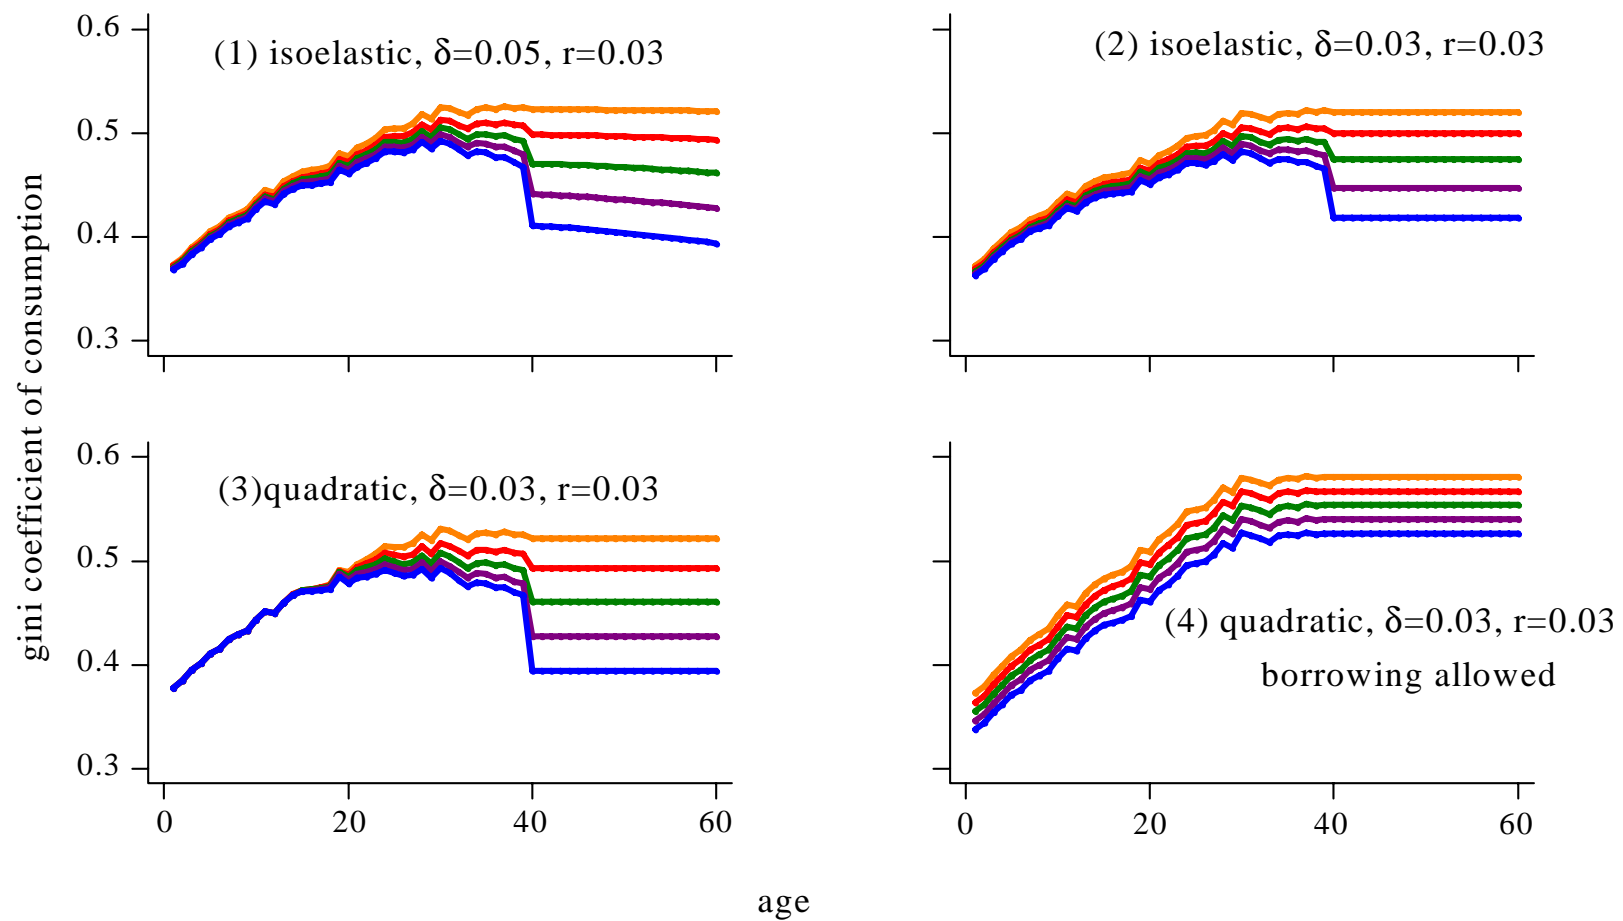 0.6
0.5
0.4
0.3
(1) isoelastic, δ=0.05, r=0.03
(2) isoelastic, δ=0.03, r=0.03
gini coefficient of consumption
0.6
0.5
0.4
0.3
(3)quadratic, δ=0.03, r=0.03
0 20 40 60
(4) quadratic, δ=0.03, r=0.03
borrowing allowed
0 20 40 60
age